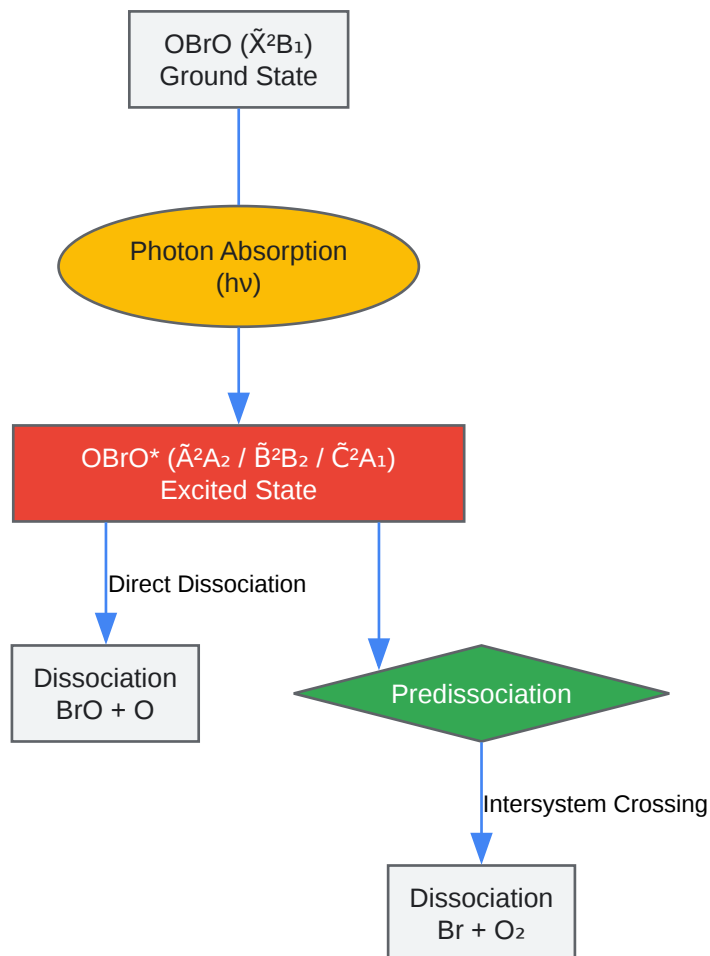 OBrO (X̃²B₁)
Ground State
Photon Absorption
(hν)
OBrO* (Ã²A₂ / B̃²B₂ / C̃²A₁)
Excited State
Direct Dissociation
Dissociation
BrO + O
Predissociation
Intersystem Crossing
Dissociation
Br + O₂